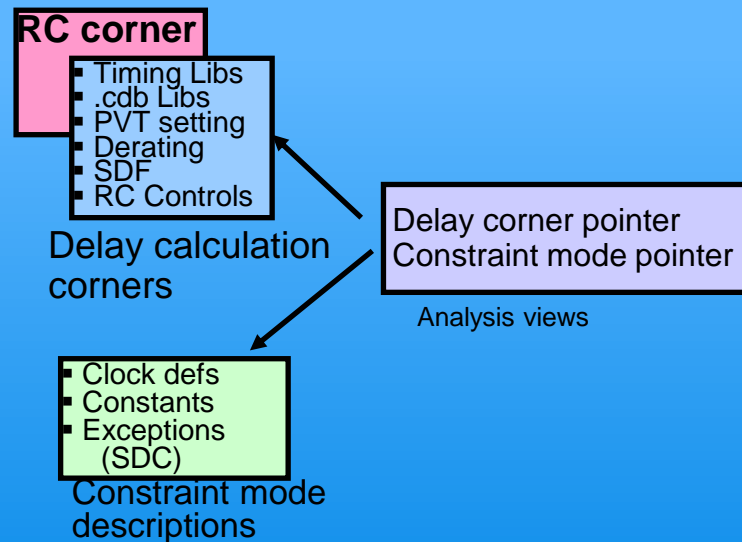 RC corner
▪ Timing Libs
▪ .cdb Libs
▪ PVT setting
▪ Derating
▪ SDF
▪ RC Controls
Delay calculation
corners
Delay corner pointer
Constraint mode pointer
Analysis views
▪ Clock defs
▪ Constants
▪ Exceptions
(SDC)
Constraint mode
descriptions